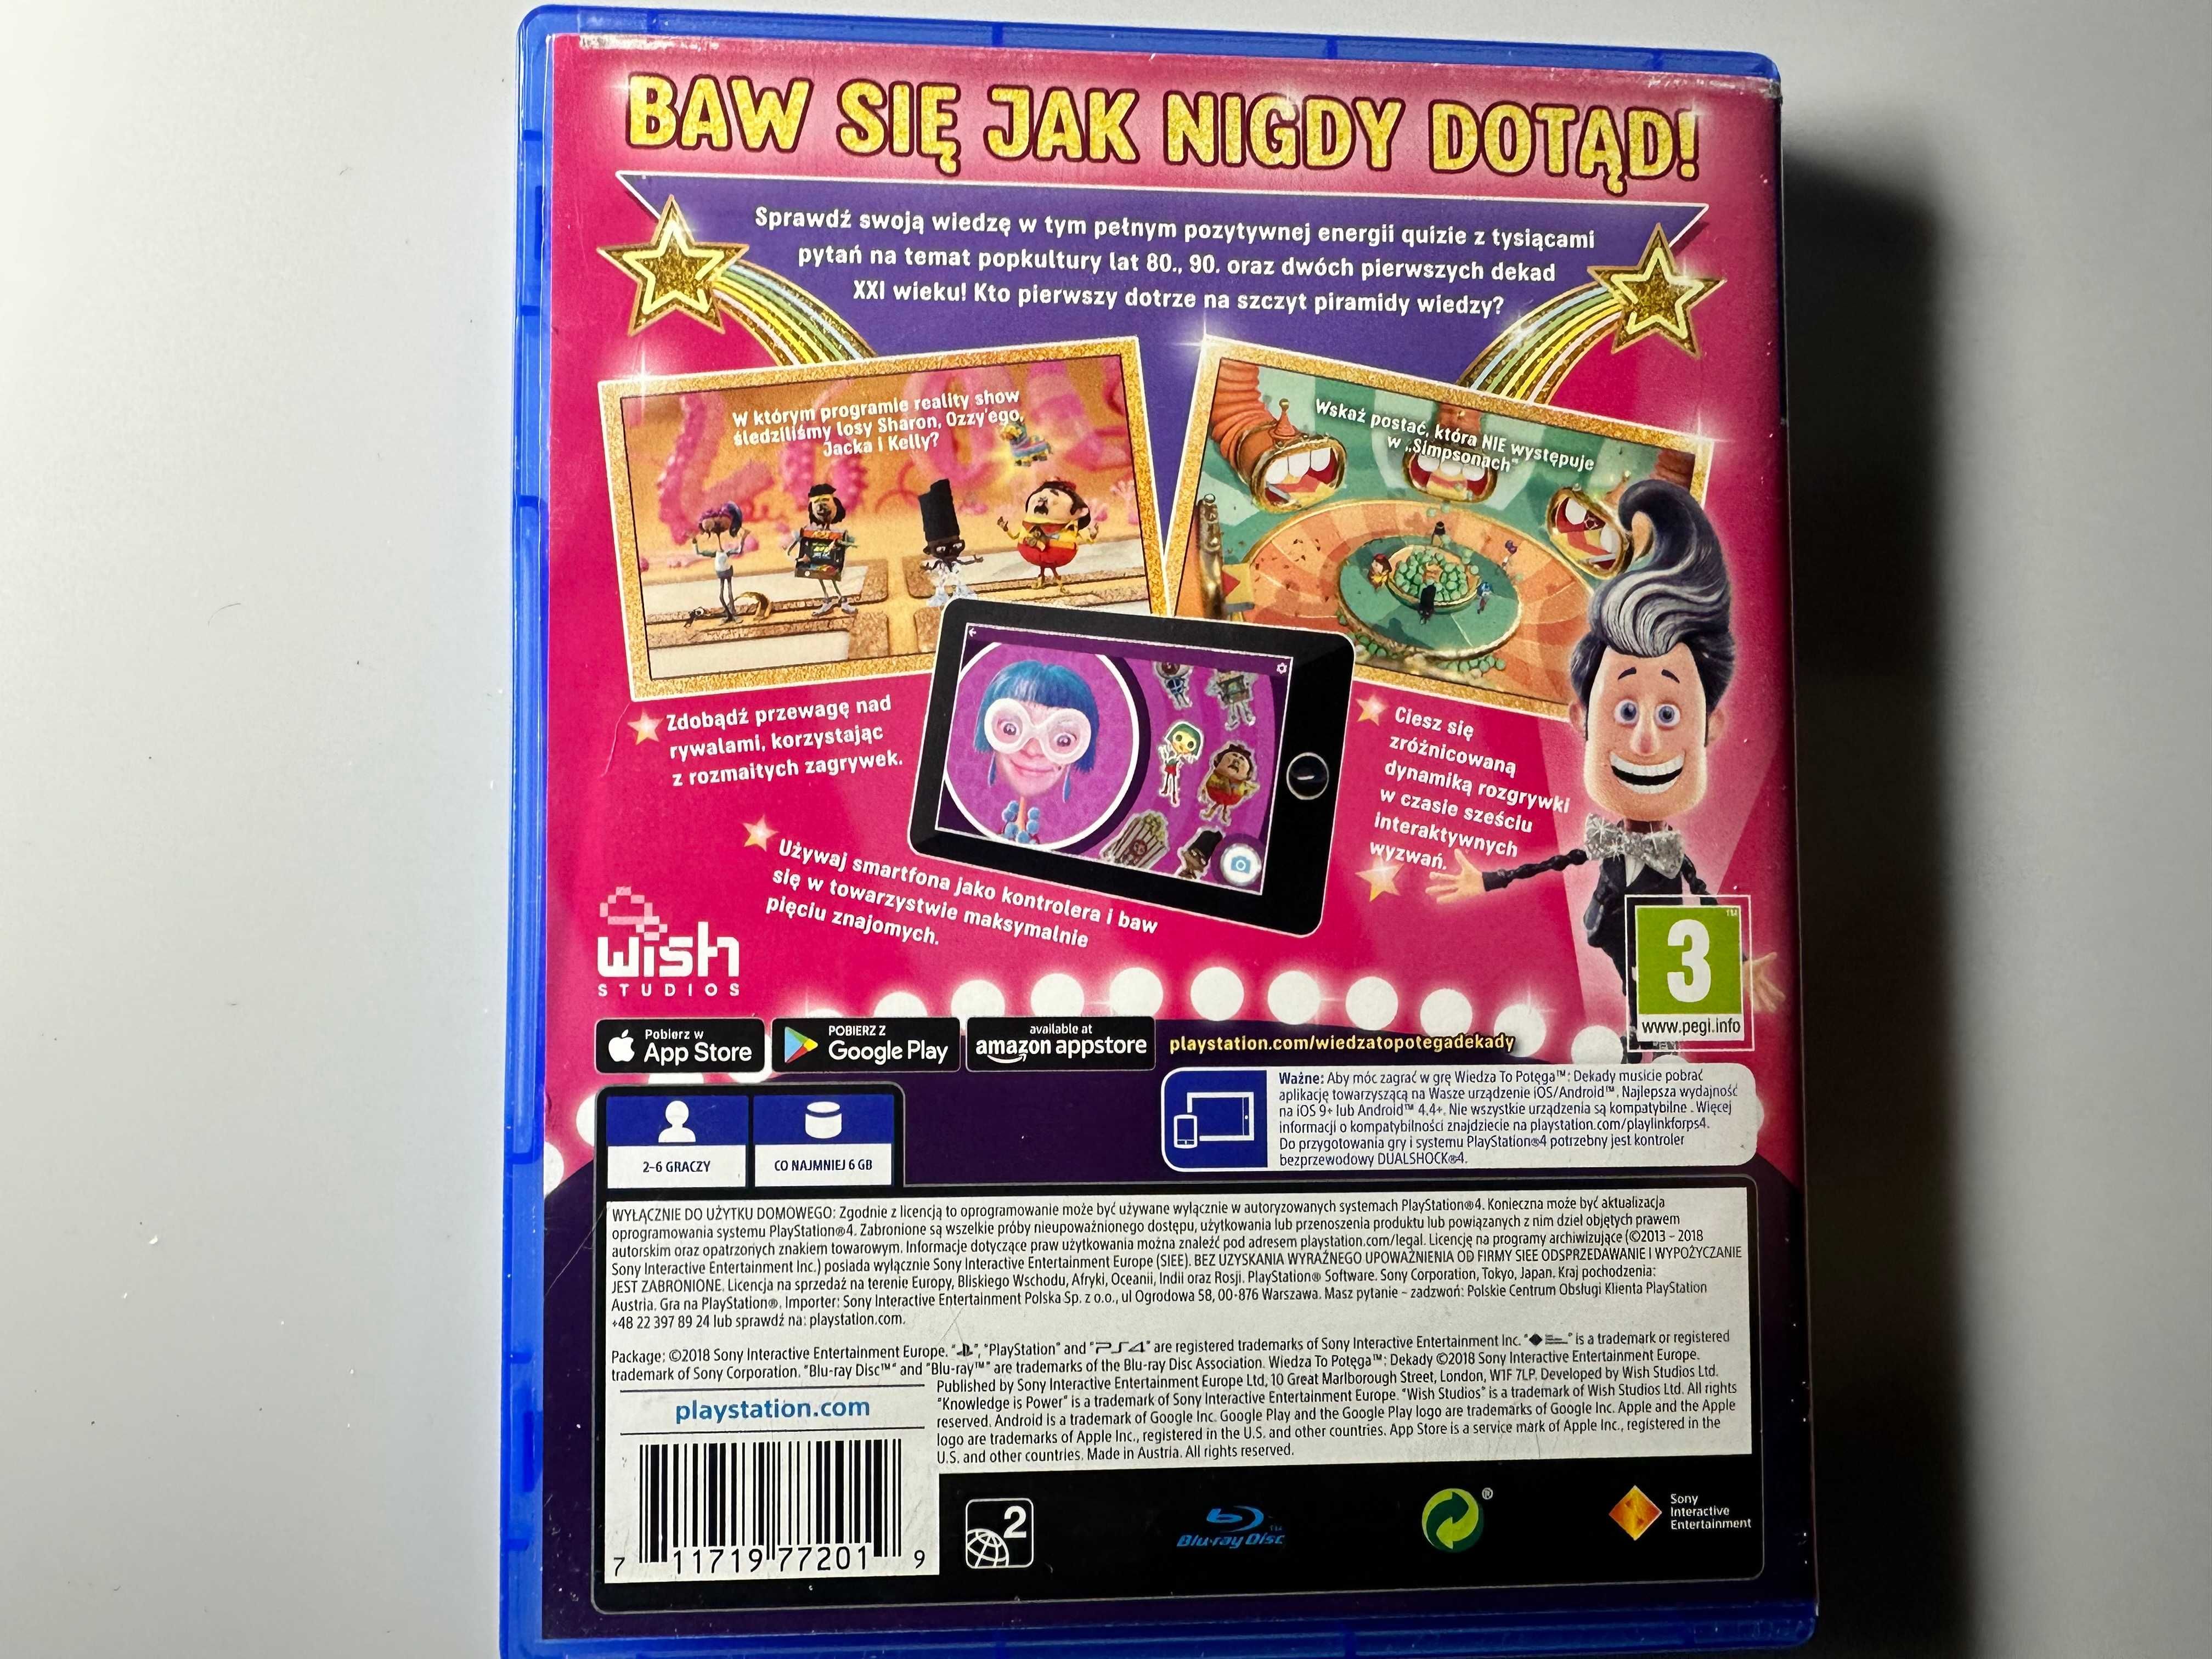 BAW SIĘ JAK NIGDY DOTĄD!
Sprawdź swoją wiedzę w tym pełnym pozytywnej energii quizie z tysiącami
pytań na temat popkultury lat 80., 90. oraz dwóch pierwszych dekad
XXI wieku! Kto pierwszy dotrze na szczyt piramidy wiedzy?
W którym programie reality show
śledziliśmy losy Sharon, Ozzy'ego,
Jacka i Kelly?
Wskaż postać, która NIE występuje
w „Simpsonach"
Zdobądź przewagę nad
rywalami, korzystając
z rozmaitych zagrywek.
Ciesz się
zróżnicowaną
dynamiką rozgrywki
w czasie sześciu
interaktywnych
wyzwań.
Używaj smartfona jako kontrolera i baw
się w towarzystwie maksymalnie
pięciu znajomych.
wish
STUDIOS
3
TM
www.pegi.info
Pobierz w
App Store
POBIERZ Z
Google Play
available at
amazon appstore
playstation.com/wiedzatopotegadekady
Ważne: Aby móc zagrać w grę Wiedza To Potęga™: Dekady musicie pobrać
aplikację towarzyszącą na Wasze urządzenie iOS/Android™. Najlepsza wydajność
na iOS 9+ lub Android™ 4.4+. Nie wszystkie urządzenia są kompatybilne . Więcej
informacji o kompatybilności znajdziecie na playstation.com/playlinkforps4.
Do przygotowania gry i systemu PlayStation®4 potrzebny jest kontroler
bezprzewodowy DUALSHOCK®4.
2-6 GRACZY
CO NAJMNIEJ 6 GB
WYŁĄCZNIE DO UŻYTKU DOMOWEGO: Zgodnie z licencją to oprogramowanie może być używane wyłącznie w autoryzowanych systemach PlayStation®4. Konieczna może być aktualizacja
oprogramowania systemu PlayStation®4. Zabronione są wszelkie próby nieupoważnionego dostępu, użytkowania lub przenoszenia produktu lub powiązanych z nim dzieł objętych prawem
autorskim oraz opatrzonych znakiem towarowym. Informacje dotyczące praw użytkowania można znaleźć pod adresem playstation.com/legal. Licencję na programy archiwizujące (©2013 – 2018
Sony Interactive Entertainment Inc.) posiada wyłącznie Sony Interactive Entertainment Europe (SIEE). BEZ UZYSKANIA WYRAŹNEGO UPOWAŻNIENIA OD FIRMY SIEE ODSPRZEDAWANIE I WYPOŻYCZANIE
JEST ZABRONIONE. Licencja na sprzedaż na terenie Europy, Bliskiego Wschodu, Afryki, Oceanii, Indii oraz Rosji. PlayStation® Software. Sony Corporation, Tokyo, Japan. Kraj pochodzenia:
Austria. Gra na PlayStation®. Importer: Sony Interactive Entertainment Polska Sp. z o.o., ul Ogrodowa 58, 00-876 Warszawa. Masz pytanie – zadzwoń: Polskie Centrum Obsługi Klienta PlayStation
+48 22 397 89 24 lub sprawdź na: playstation.com.
Package: ©2018 Sony Interactive Entertainment Europe. "", "PlayStation" and "PS4" are registered trademarks of Sony Interactive Entertainment Inc. "" is a trademark or registered
trademark of Sony Corporation. "Blu-ray Disc™" and "Blu-ray™" are trademarks of the Blu-ray Disc Association. Wiedza To Potęga™: Dekady ©2018 Sony Interactive Entertainment Europe.
Published by Sony Interactive Entertainment Europe Ltd, 10 Great Marlborough Street, London, W1F 7LP. Developed by Wish Studios Ltd.
"Knowledge is Power" is a trademark of Sony Interactive Entertainment Europe. "Wish Studios" is a trademark of Wish Studios Ltd. All rights
reserved. Android is a trademark of Google Inc. Google Play and the Google Play logo are trademarks of Google Inc. Apple and the Apple
logo are trademarks of Apple Inc., registered in the U.S. and other countries. App Store is a service mark of Apple Inc., registered in the
U.S. and other countries. Made in Austria. All rights reserved.
playstation.com
7 11719 77201 9
2
Blu-ray Disc™
®
Sony
Interactive
Entertainment